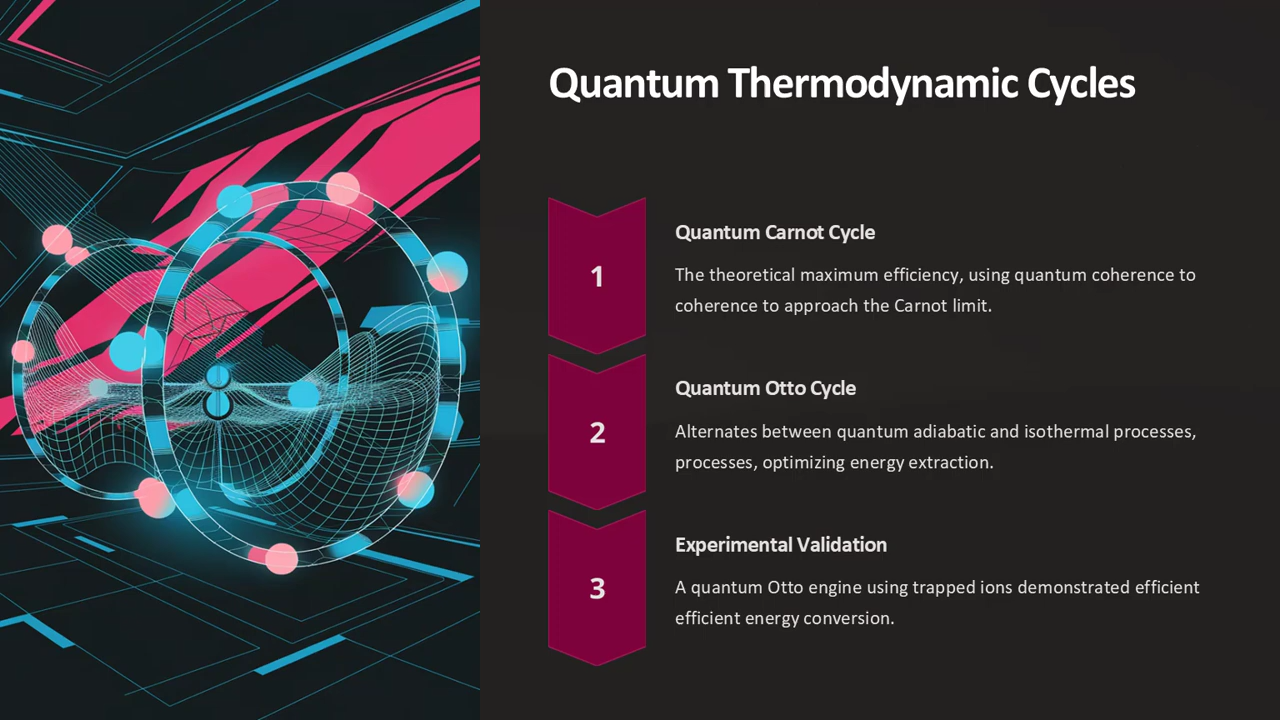 Quantum Thermodynamic Cycles
1
Quantum Carnot Cycle
The theoretical maximum efficiency, using quantum coherence to
coherence to approach the Carnot limit.
2
Quantum Otto Cycle
Alternates between quantum adiabatic and isothermal processes,
processes, optimizing energy extraction.
3
Experimental Validation
A quantum Otto engine using trapped ions demonstrated efficient
efficient energy conversion.